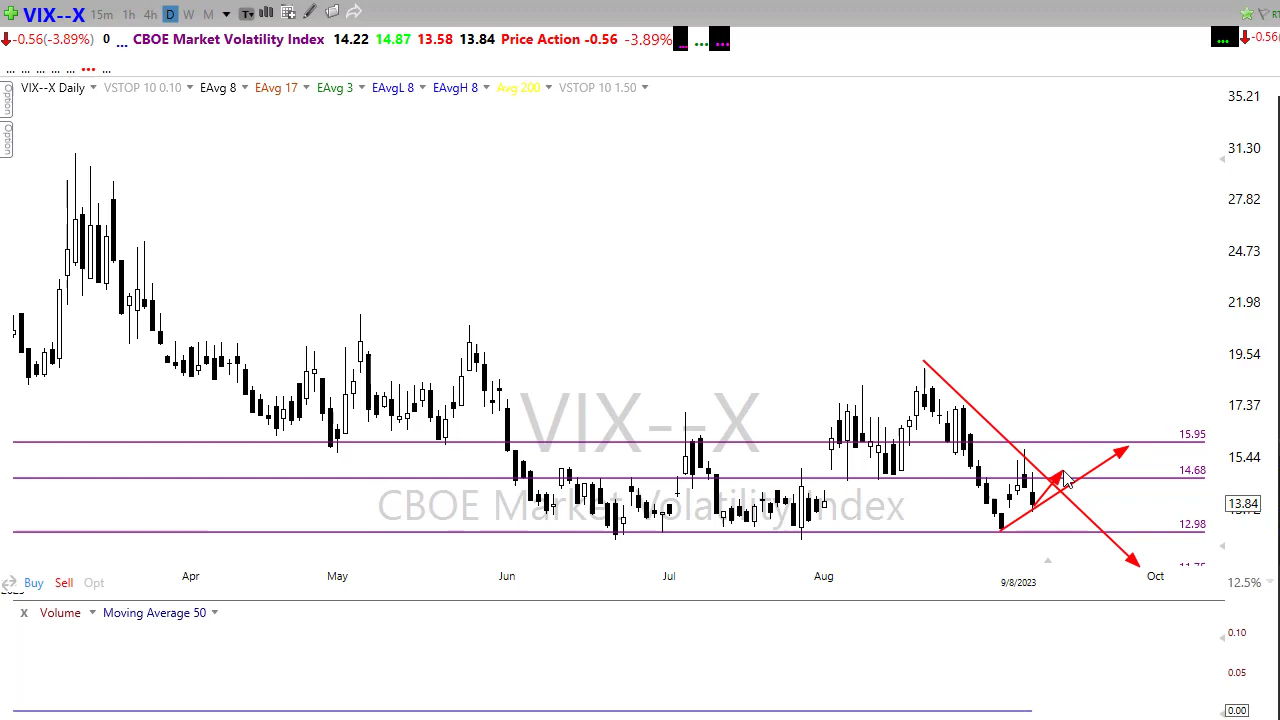 VIX--X 15m 1h 4h D W M
-0.56(-3.89%) 0 ... CBOE Market Volatility Index 14.22 14.87 13.58 13.84 Price Action -0.56 -3.89% ... ... ... ... -0.56(
... ... ... ... ... ... ...
Option
Option
VIX--X Daily VSTOP 10 0.10 EAvg 8 EAvg 17 EAvg 3 EAvgL 8 EAvgH 8 Avg 200 VSTOP 10 1.50
35.21
31.30
27.82
24.73
21.98
19.54
17.37
15.95
15.44
14.68
13.84
12.98
VIX--X
CBOE Market Volatility Index
Apr May Jun Jul Aug 9/8/2023 Oct
Buy Sell Opt 12.5%
X Volume Moving Average 50
0.10
0.05
0.00